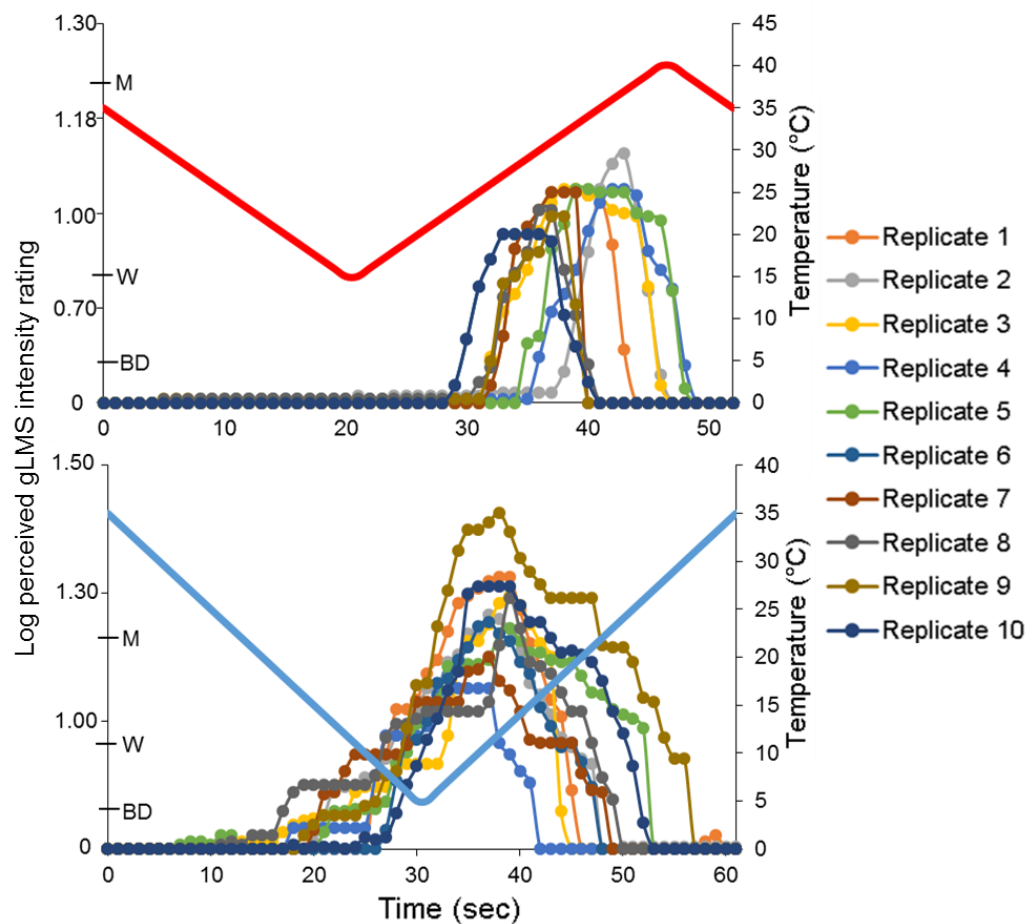 Log perceived gLMS intensity rating
1.30
1.18
1.00
0.70
0
M
W
BD
45
40
35
30
25
20
15
10
5
0
Temperature (°C)
0
10
20
30
40
50
1.50
1.30
1.00
0
M
W
BD
40
35
30
25
20
15
10
5
0
Temperature (°C)
0
10
20
30
40
50
60
Time (sec)
Replicate 1
Replicate 2
Replicate 3
Replicate 4
Replicate 5
Replicate 6
Replicate 7
Replicate 8
Replicate 9
Replicate 10